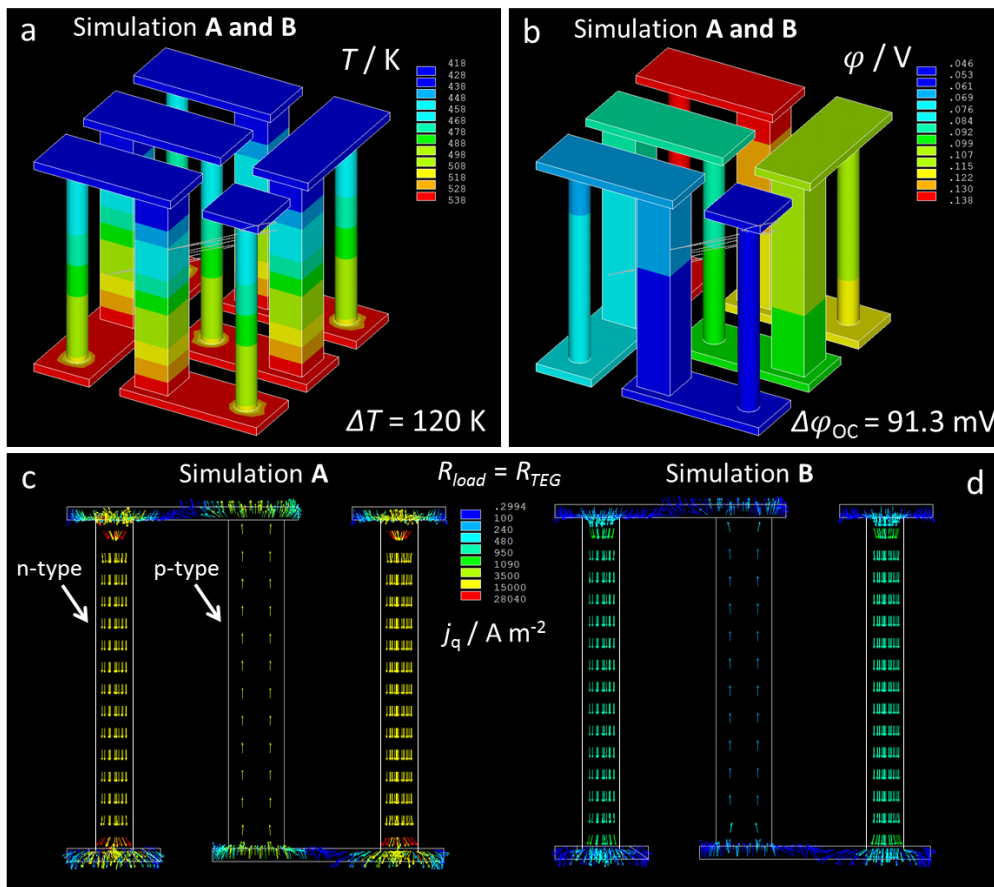 a
Simulation A and B
T / K
418
428
438
448
458
468
478
488
498
508
518
528
538
ΔT = 120 K
b
Simulation A and B
φ / V
.046
.053
.061
.069
.076
.084
.092
.099
.107
.115
.122
.130
.138
ΔφOC = 91.3 mV
c
Simulation A
Rload = RTEG
Simulation B
d
.2994
100
240
480
950
1090
3500
15000
28040
n-type
p-type
jq / A m-2